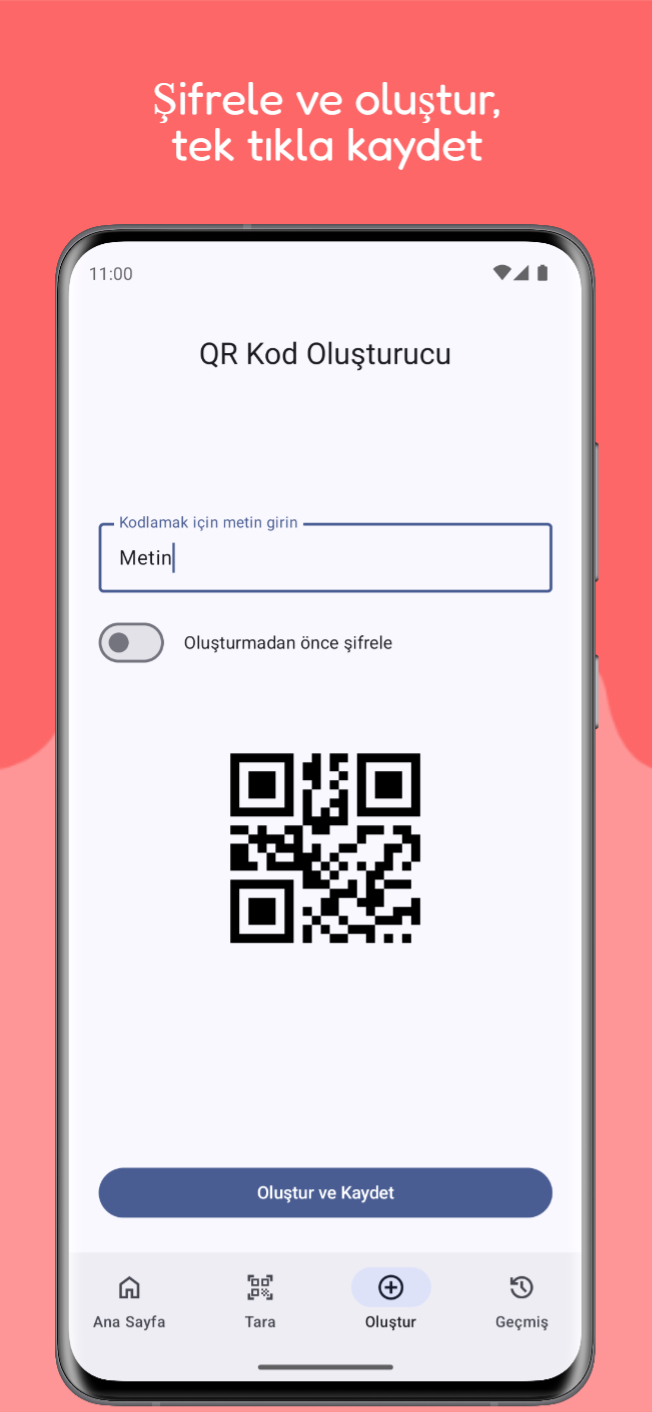 Şifrele ve oluştur,
tek tıkla kaydet
11:00
QR Kod Oluşturucu
Kodlamak için metin girin
Metin
Oluşturmadan önce şifrele
Oluştur ve Kaydet
Ana Sayfa
Tara
Oluştur
Geçmiş